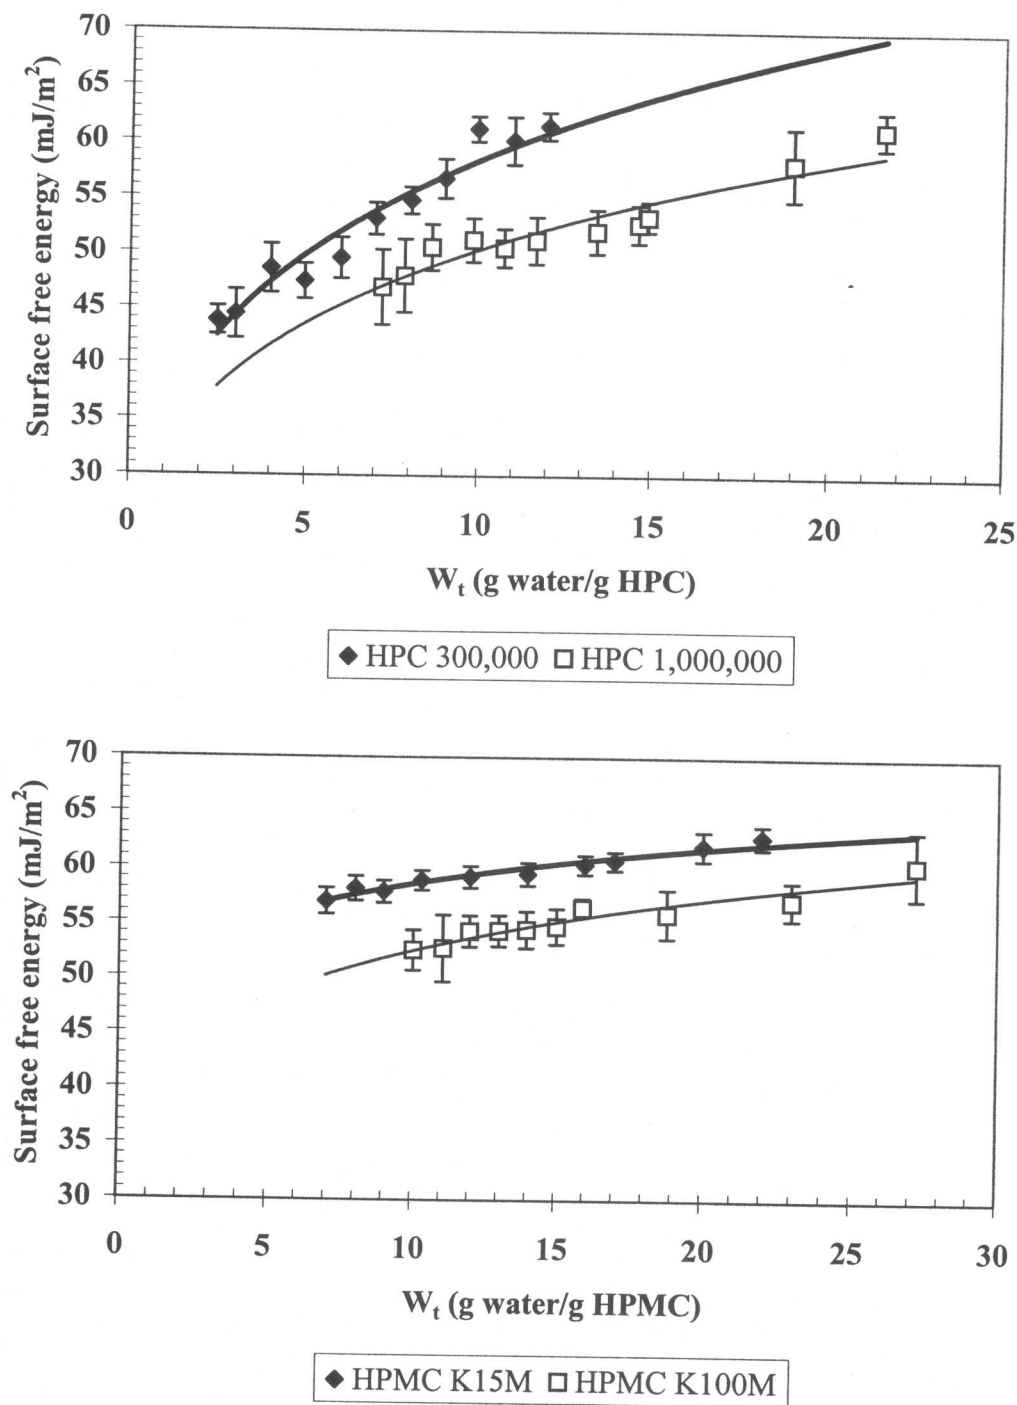 70
65
60
55
50
45
40
35
30
Surface free energy (mJ/m²)
0 5 10 15 20 25
Wₜ (g water/g HPC)
◆ HPC 300,000 □ HPC 1,000,000
70
65
60
55
50
45
40
35
30
Surface free energy (mJ/m²)
0 5 10 15 20 25 30
Wₜ (g water/g HPMC)
◆ HPMC K15M □ HPMC K100M